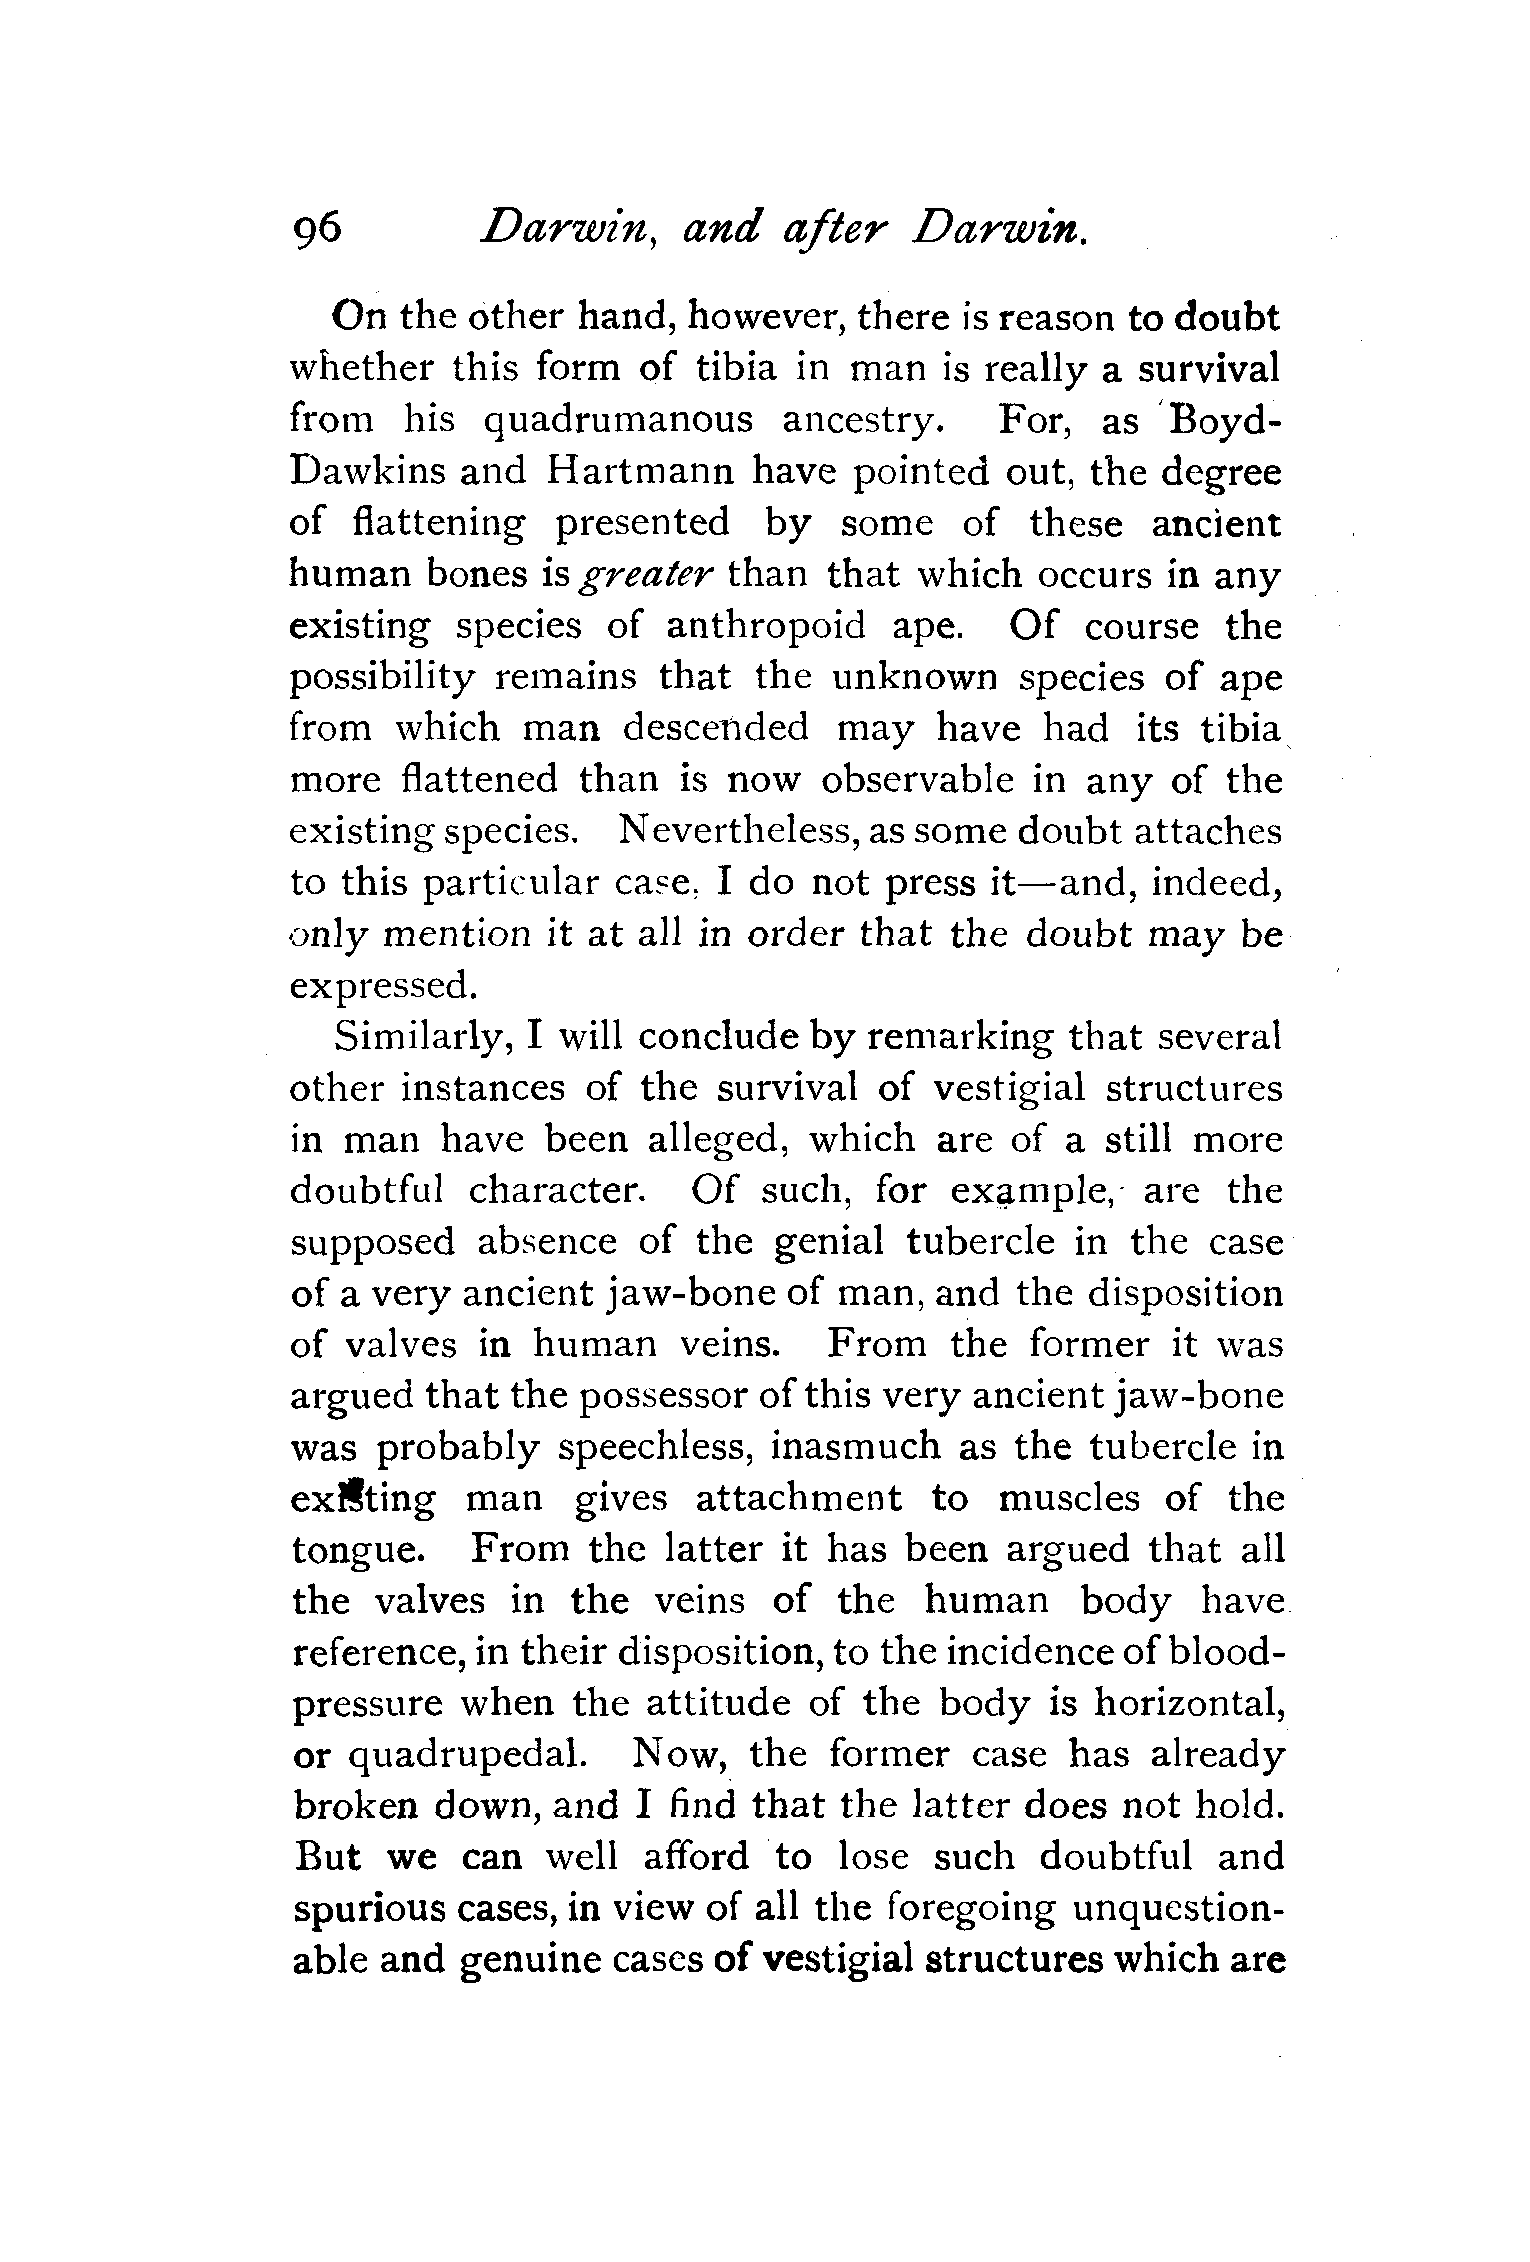 96 Darwin, and after Darwin.
On the other hand, however, there is reason to doubt
whether this form of tibia in man is really a survival
from his quadrumanous ancestry. For, as Boyd-
Dawkins and Hartmann have pointed out, the degree
of flattening presented by some of these ancient
human bones is greater than that which occurs in any
existing species of anthropoid ape. Of course the
possibility remains that the unknown species of ape
from which man descended may have had its tibia
more flattened than is now observable in any of the
existing species. Nevertheless, as some doubt attaches
to this particular case, I do not press it—and, indeed,
only mention it at all in order that the doubt may be
expressed.
Similarly, I will conclude by remarking that several
other instances of the survival of vestigial structures
in man have been alleged, which are of a still more
doubtful character. Of such, for example, are the
supposed absence of the genial tubercle in the case
of a very ancient jaw-bone of man, and the disposition
of valves in human veins. From the former it was
argued that the possessor of this very ancient jaw-bone
was probably speechless, inasmuch as the tubercle in
existing man gives attachment to muscles of the
tongue. From the latter it has been argued that all
the valves in the veins of the human body have
reference, in their disposition, to the incidence of blood-
pressure when the attitude of the body is horizontal,
or quadrupedal. Now, the former case has already
broken down, and I find that the latter does not hold.
But we can well afford to lose such doubtful and
spurious cases, in view of all the foregoing unquestion-
able and genuine cases of vestigial structures which are